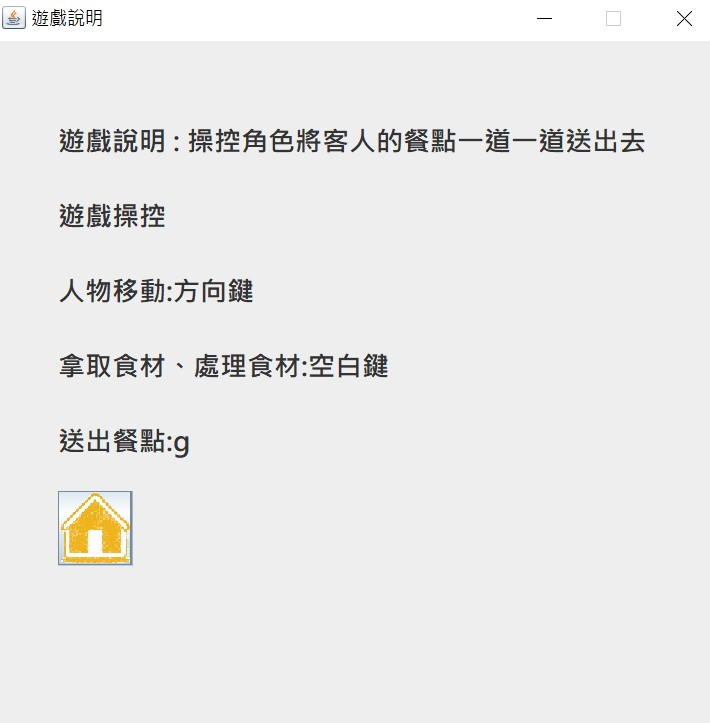 遊戲說明
遊戲說明 : 操控角色將客人的餐點一道一道送出去
遊戲操控
人物移動:方向鍵
拿取食材、處理食材:空白鍵
送出餐點:g